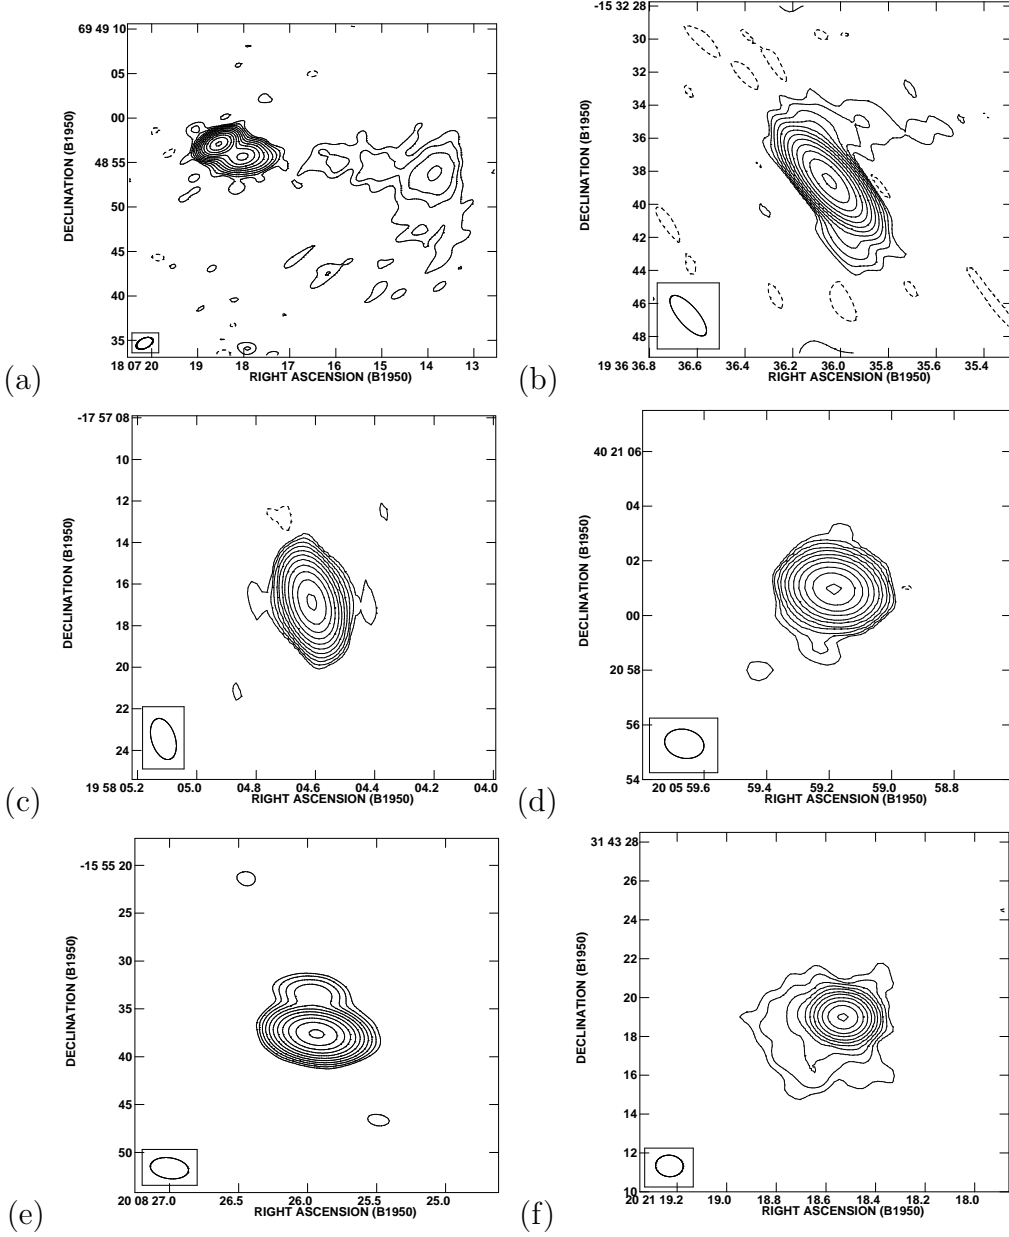 69 49 10
05
00
48 55
50
45
40
35
DECLINATION (B1950)
18 07 20 19 18 17 16 15 14 13
RIGHT ASCENSION (B1950)
(a)
-15 32 28
30
32
34
36
38
40
42
44
46
48
DECLINATION (B1950)
19 36 36.8 36.6 36.4 36.2 36.0 35.8 35.6 35.4
RIGHT ASCENSION (B1950)
(b)
-17 57 08
10
12
14
16
18
20
22
24
DECLINATION (B1950)
19 58 05.2 05.0 04.8 04.6 04.4 04.2 04.0
RIGHT ASCENSION (B1950)
(c)
40 21 06
04
02
00
20 58
56
54
DECLINATION (B1950)
20 05 59.6 59.4 59.2 59.0 58.8
RIGHT ASCENSION (B1950)
(d)
-15 55 20
25
30
35
40
45
50
DECLINATION (B1950)
20 08 27.0 26.5 26.0 25.5 25.0
RIGHT ASCENSION (B1950)
(e)
31 43 28
26
24
22
20
18
16
14
12
10
DECLINATION (B1950)
20 21 19.2 19.0 18.8 18.6 18.4 18.2 18.0
RIGHT ASCENSION (B1950)
(f)